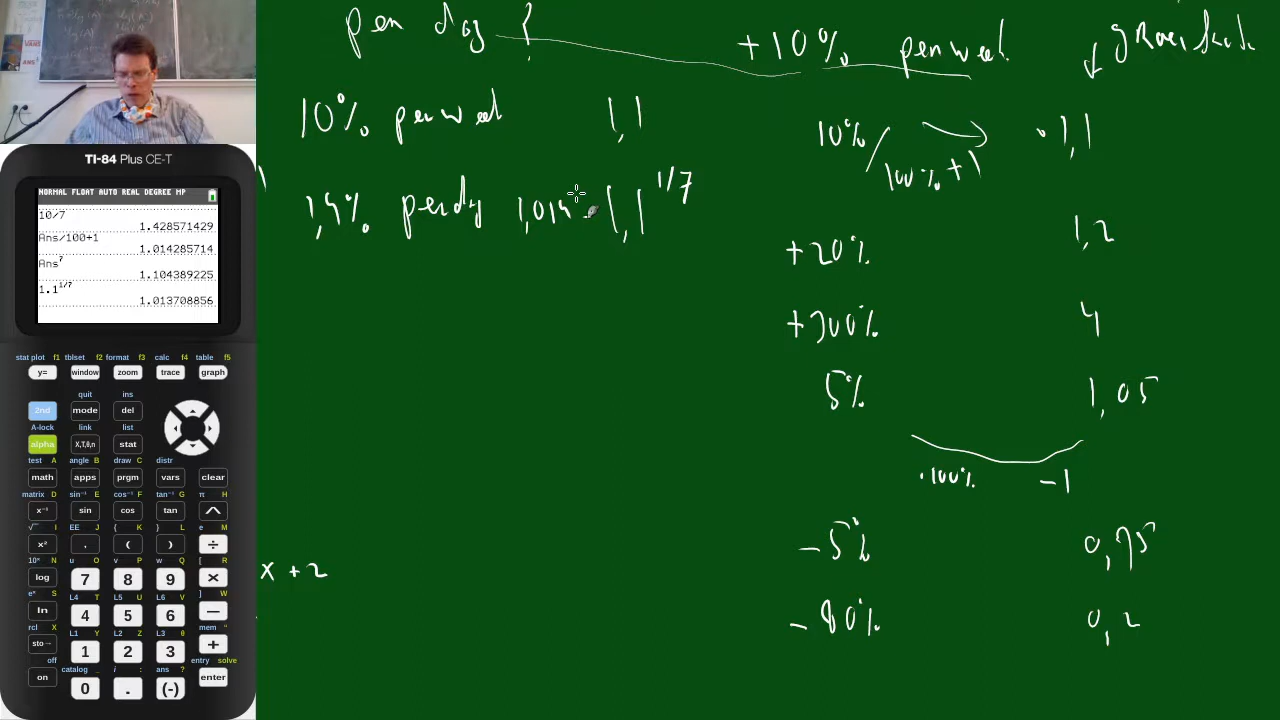 per dag ?
+10% per week
groeifactor
10% per week 1,1
10% / 100% + 1 · 1,1
1,4% per dag 1,014 = 1,1^1/7
+20% 1,2
+300% 4
5% 1,05
·100% -1
-5% 0,95
x + 2
-80% 0,2
TI-84 Plus CE-T
NORMAL FLOAT AUTO REAL DEGREE MP
10/7
1.428571429
Ans/100+1
1.014285714
Ans^7
1.104389225
1.1^1/7
1.013708856
stat plot f1 tblset f2 format f3 calc f4 table f5
y= window zoom trace graph
quit ins
2nd mode del
A-lock link list
alpha X,T,θ,n stat
test A angle B draw C distr
math apps prgm vars clear
matrix D sin⁻¹ E cos⁻¹ F tan⁻¹ G π H
x⁻¹ sin cos tan ^
√ I EE J { K } L e M
x² , ( ) ÷
10ˣ N u O v P w Q [ R
log 7 8 9 ×
eˣ S L4 T L5 U L6 V ] W
ln 4 5 6 —
rcl X L1 Y L2 Z L3 θ mem "
sto→ 1 2 3 +
off catalog _ i : ans ? entry solve
on 0 . (-) enter